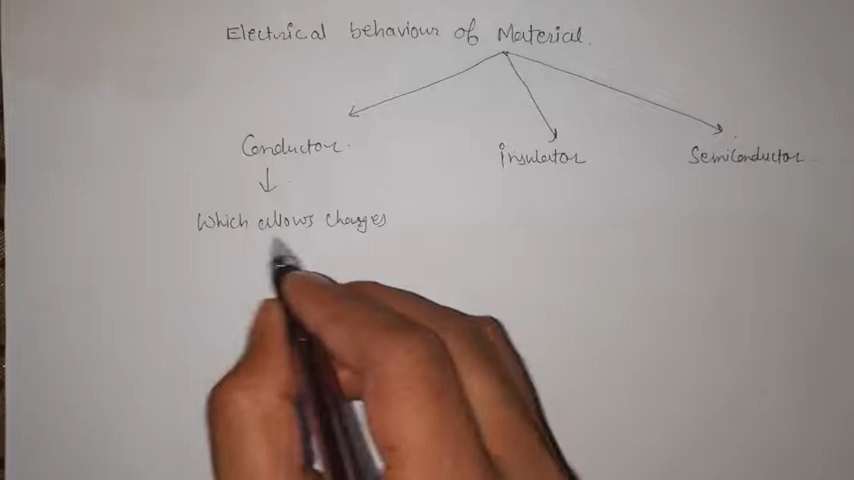 Electrical behaviour of Material.
Conductor. insulator Semiconductor
Which allows charges